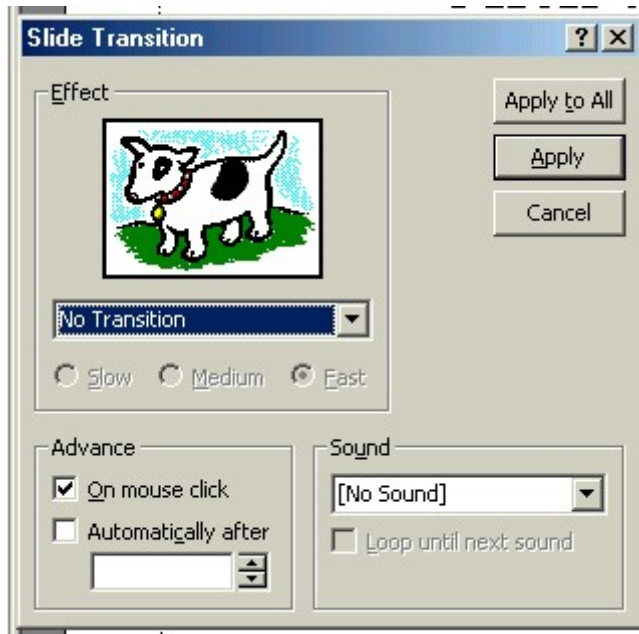 Slide Transition
Effect
Apply to All
Apply
Cancel
No Transition
Slow Medium Fast
Advance
On mouse click
Automatically after
Sound
[No Sound]
Loop until next sound